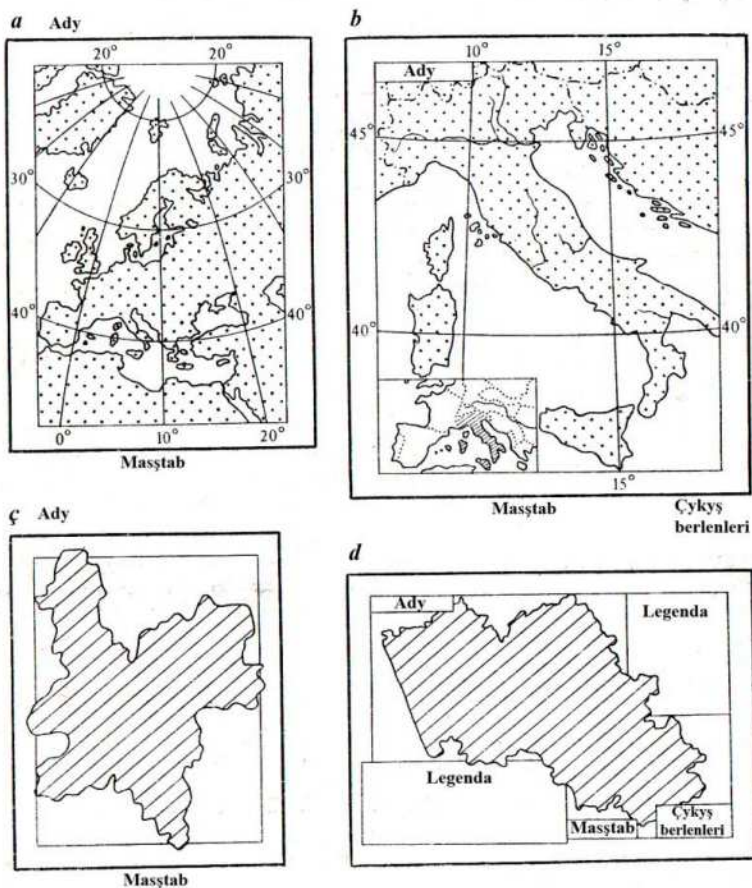 a Ady
20° 20°
30° 30°
40° 40°
0° 10° 20°
Masştab
b
10° 15°
Ady
45° 45°
40° 40°
15°
Masştab
Çykyş
berlenleri
ç Ady
Masştab
d
Ady
Legenda
Legenda
Masştab
Çykyş
berlenleri